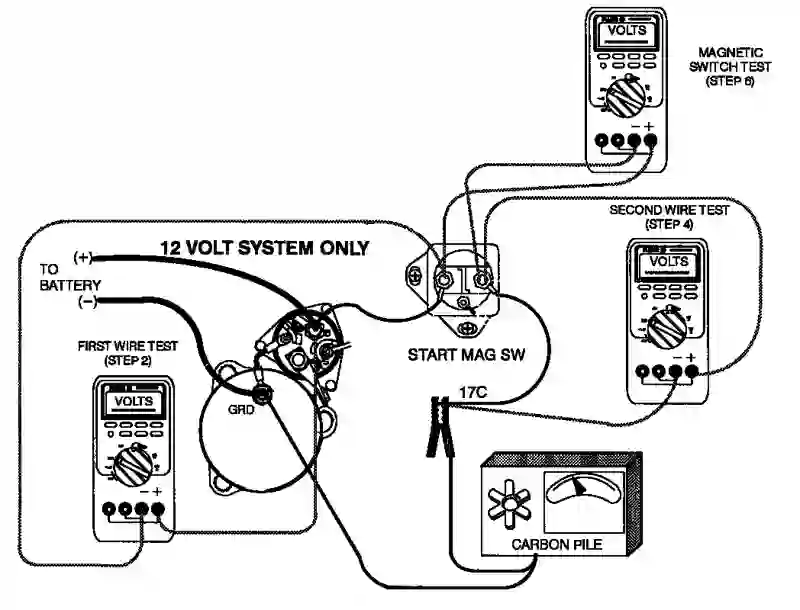 VOLTS
MAGNETIC
SWITCH TEST
(STEP 6)
− +
SECOND WIRE TEST
(STEP 4)
VOLTS
− +
12 VOLT SYSTEM ONLY
(+)
TO
BATTERY
(−)
START MAG SW
FIRST WIRE TEST
(STEP 2)
VOLTS
− +
GRD
17C
CARBON PILE